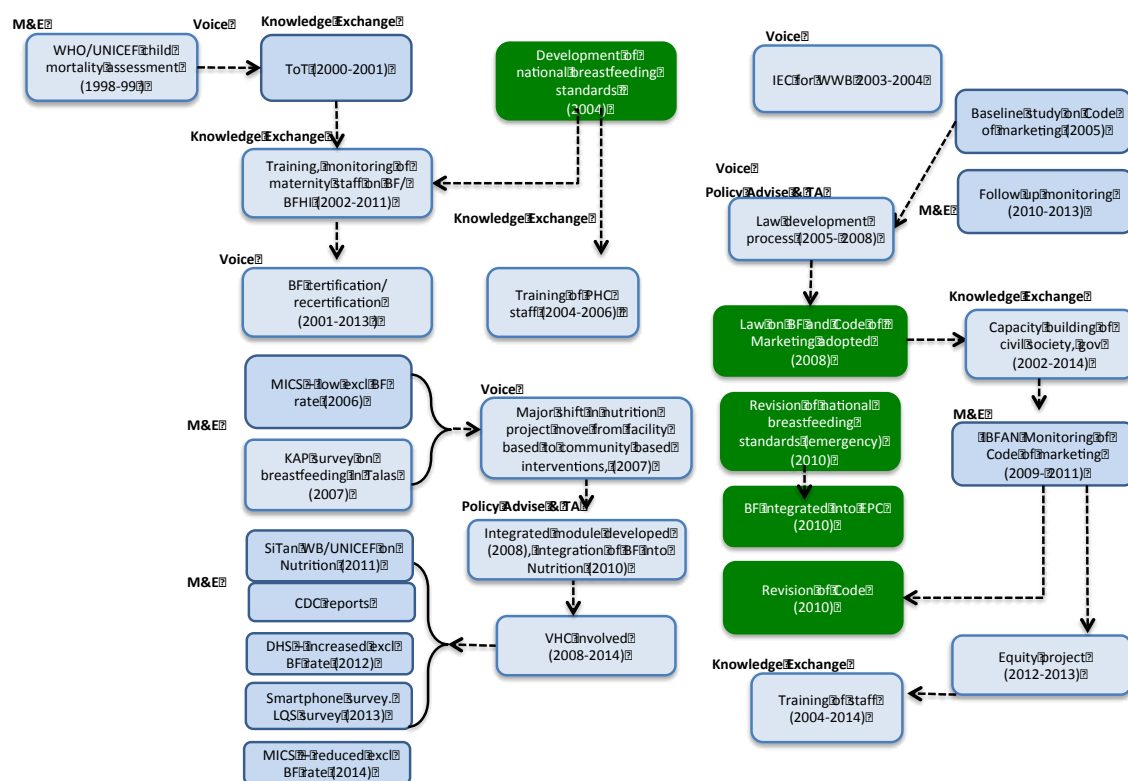 M&E
Voice
Knowledge Exchange
WHO/UNICEF child
mortality assessment
(1998-99)
ToT (2000-2001)
Development of
national breastfeeding
standards
(2004)
Voice
IEC for WWB 2003-2004
Baseline study on Code
of marketing (2005)
Knowledge Exchange
Training, monitoring of
maternity staff on BF/
BFHI (2002-2011)
Knowledge Exchange
Voice
Policy Advise & TA
Law development
process (2005-2008)
M&E
Follow up monitoring
(2010-2013)
Voice
BF certification/
recertification
(2001-2013)
Training of PHC
staff (2004-2006)
Law on BF and Code of
Marketing adopted
(2008)
Knowledge Exchange
Capacity building of
civil society, gov
(2002-2014)
M&E
MICS – low excl BF
rate (2006)
KAP survey on
breastfeeding in Talas
(2007)
Voice
Major shift in nutrition
project move from facility
based to community based
interventions, (2007)
Revision of national
breastfeeding
standards (emergency)
(2010)
M&E
IBFAN Monitoring of
Code of marketing
(2009- 2011)
BF Integrated into EPC
(2010)
Policy Advise & TA
Integrated module developed
(2008), integration of BF into
Nutrition (2010)
M&E
SiTan WB/UNICEF on
Nutrition (2011)
CDC reports
DHS – increased excl
BF rate (2012)
Smartphone survey.
LQS survey (2013)
MICS – reduced excl
BF rate (2014)
VHC involved
(2008-2014)
Revision of Code
(2010)
Equity project
(2012-2013)
Knowledge Exchange
Training of staff
(2004-2014)